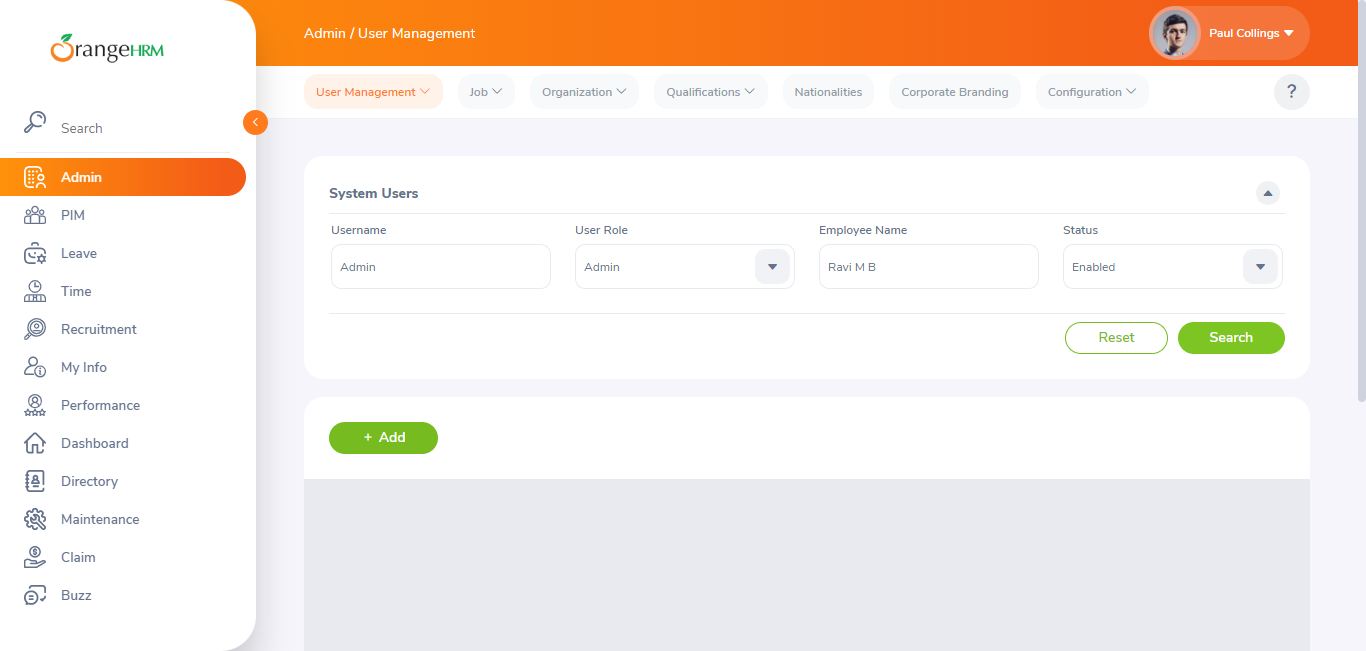 OrangeHRM
Search
Admin
PIM
Leave
Time
Recruitment
My Info
Performance
Dashboard
Directory
Maintenance
Claim
Buzz
Admin / User Management
Paul Collings
User Management
Job
Organization
Qualifications
Nationalities
Corporate Branding
Configuration
?
System Users
Username
User Role
Employee Name
Status
Admin
Admin
Ravi M B
Enabled
Reset
Search
+ Add